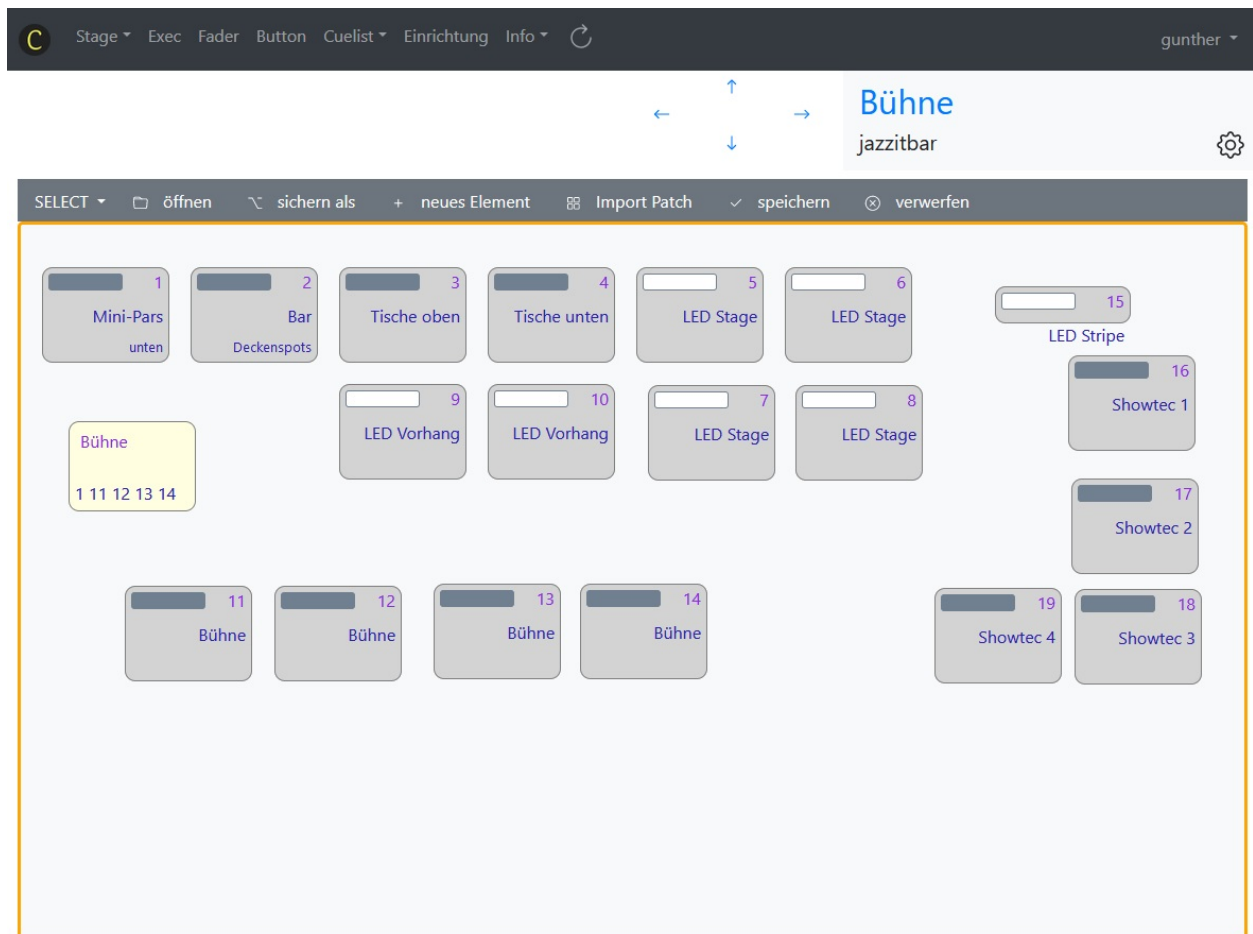 C Stage Exec Fader Button Cuelist Einrichtung Info gunther
Bühne
jazzitbar
SELECT öffnen sichern als + neues Element Import Patch speichern verwerfen
1
Mini-Pars
unten
2
Bar
Deckenspots
3
Tische oben
4
Tische unten
5
LED Stage
6
LED Stage
15
LED Stripe
16
Showtec 1
9
LED Vorhang
10
LED Vorhang
7
LED Stage
8
LED Stage
Bühne
1 11 12 13 14
17
Showtec 2
11
Bühne
12
Bühne
13
Bühne
14
Bühne
19
Showtec 4
18
Showtec 3